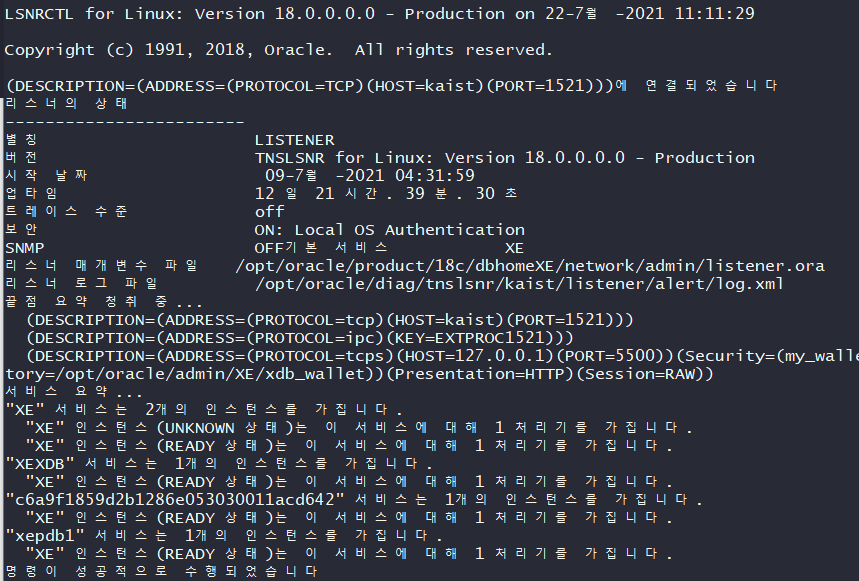 LSNRCTL for Linux: Version 18.0.0.0.0 - Production on 22-7월 -2021 11:11:29
Copyright (c) 1991, 2018, Oracle. All rights reserved.
(DESCRIPTION=(ADDRESS=(PROTOCOL=TCP)(HOST=kaist)(PORT=1521)))에 연결되었습니다
리스너의 상태
------------------------
별칭 LISTENER
버전 TNSLSNR for Linux: Version 18.0.0.0.0 - Production
시작 날짜 09-7월 -2021 04:31:59
업타임 12 일 21 시간. 39 분. 30 초
트레이스 수준 off
보안 ON: Local OS Authentication
SNMP OFF기본 서비스 XE
리스너 매개변수 파일 /opt/oracle/product/18c/dbhomeXE/network/admin/listener.ora
리스너 로그 파일 /opt/oracle/diag/tnslsnr/kaist/listener/alert/log.xml
끝점 요약 청취 중...
(DESCRIPTION=(ADDRESS=(PROTOCOL=tcp)(HOST=kaist)(PORT=1521)))
(DESCRIPTION=(ADDRESS=(PROTOCOL=ipc)(KEY=EXTPROC1521)))
(DESCRIPTION=(ADDRESS=(PROTOCOL=tcps)(HOST=127.0.0.1)(PORT=5500))(Security=(my_walle
tory=/opt/oracle/admin/XE/xdb_wallet))(Presentation=HTTP)(Session=RAW))
서비스 요약...
"XE" 서비스는 2개의 인스턴스를 가집니다.
"XE" 인스턴스(UNKNOWN 상태)는 이 서비스에 대해 1 처리기를 가집니다.
"XE" 인스턴스(READY 상태)는 이 서비스에 대해 1 처리기를 가집니다.
"XEXDB" 서비스는 1개의 인스턴스를 가집니다.
"XE" 인스턴스(READY 상태)는 이 서비스에 대해 1 처리기를 가집니다.
"c6a9f1859d2b1286e053030011acd642" 서비스는 1개의 인스턴스를 가집니다.
"XE" 인스턴스(READY 상태)는 이 서비스에 대해 1 처리기를 가집니다.
"xepdb1" 서비스는 1개의 인스턴스를 가집니다.
"XE" 인스턴스(READY 상태)는 이 서비스에 대해 1 처리기를 가집니다.
명령이 성공적으로 수행되었습니다